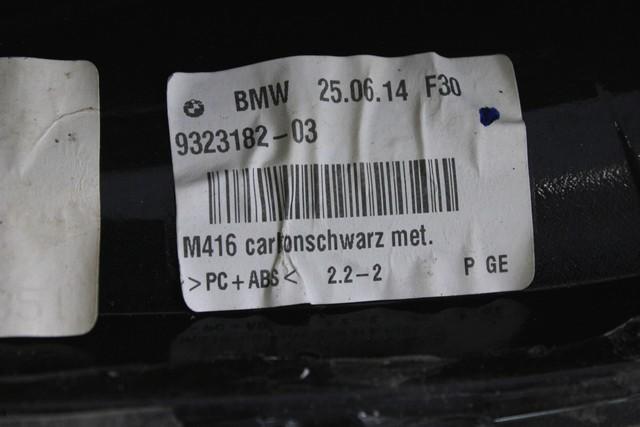 BMW 25.06.14 F30
9323182-03
M416 carbonschwarz met.
>PC+ABS< 2.2-2 P GE